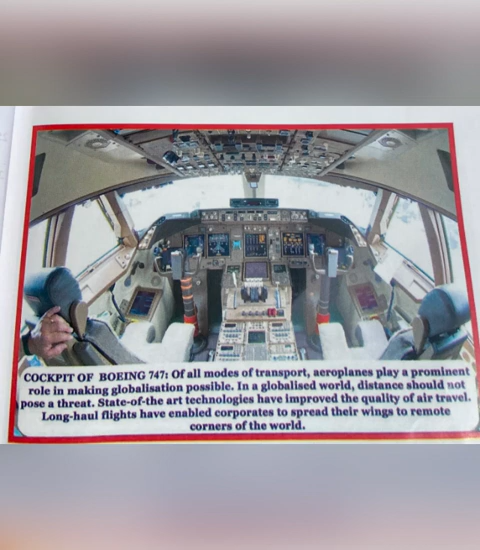 COCKPIT OF BOEING 747: Of all modes of transport, aeroplanes play a prominent
role in making globalisation possible. In a globalised world, distance should not
pose a threat. State-of-the art technologies have improved the quality of air travel.
Long-haul flights have enabled corporates to spread their wings to remote
corners of the world.